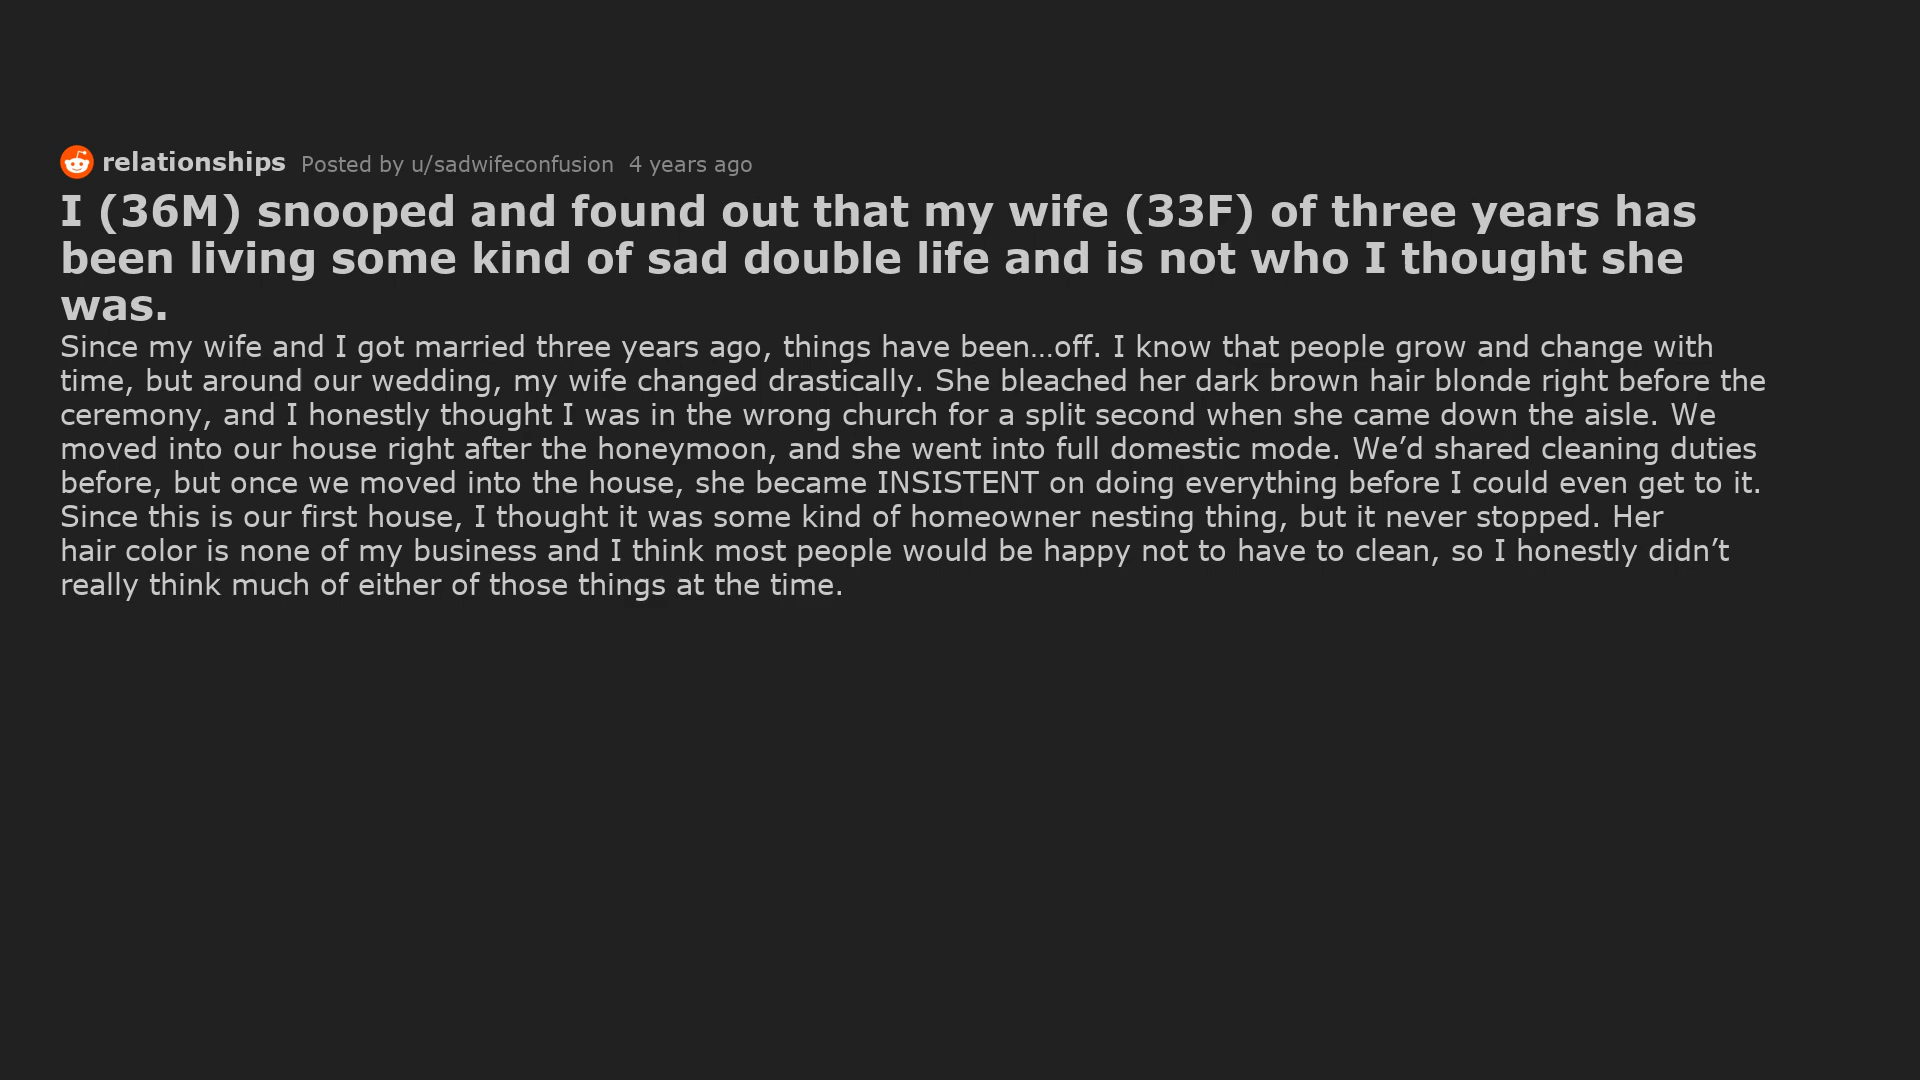 relationships Posted by u/sadwifeconfusion 4 years ago
I (36M) snooped and found out that my wife (33F) of three years has
been living some kind of sad double life and is not who I thought she
was.
Since my wife and I got married three years ago, things have been…off. I know that people grow and change with
time, but around our wedding, my wife changed drastically. She bleached her dark brown hair blonde right before the
ceremony, and I honestly thought I was in the wrong church for a split second when she came down the aisle. We
moved into our house right after the honeymoon, and she went into full domestic mode. We’d shared cleaning duties
before, but once we moved into the house, she became INSISTENT on doing everything before I could even get to it.
Since this is our first house, I thought it was some kind of homeowner nesting thing, but it never stopped. Her
hair color is none of my business and I think most people would be happy not to have to clean, so I honestly didn’t
really think much of either of those things at the time.